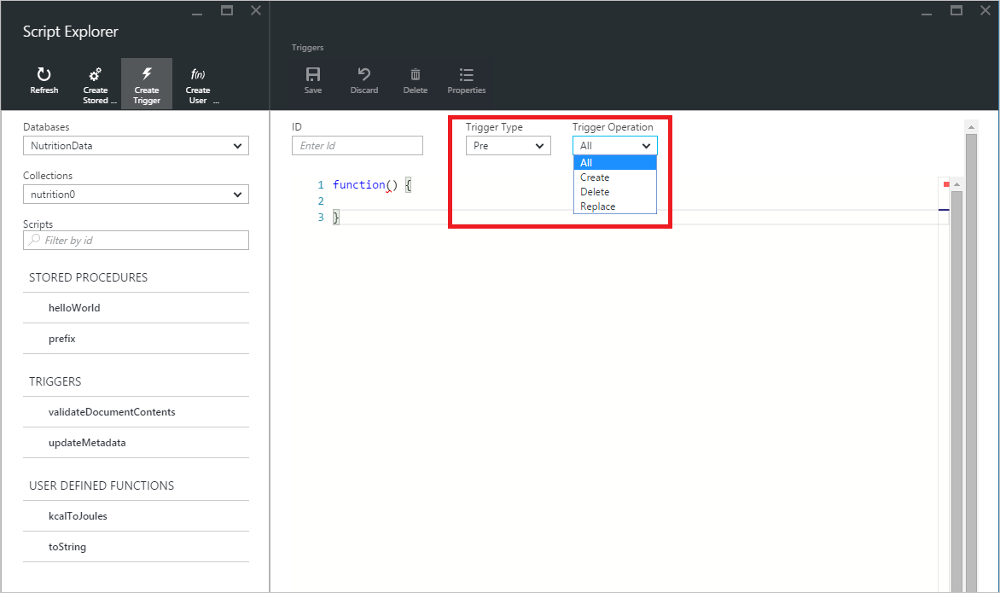 Script Explorer
Refresh
Create
Stored ...
Create
Trigger
f(n)
Create
User ...
Databases
NutritionData
Collections
nutrition0
Scripts
Filter by id
STORED PROCEDURES
helloWorld
prefix
TRIGGERS
validateDocumentContents
updateMetadata
USER DEFINED FUNCTIONS
kcalToJoules
toString
Triggers
Save
Discard
Delete
Properties
ID
Enter Id
Trigger Type
Pre
Trigger Operation
All
All
Create
Delete
Replace
1 function() {
2
3 }